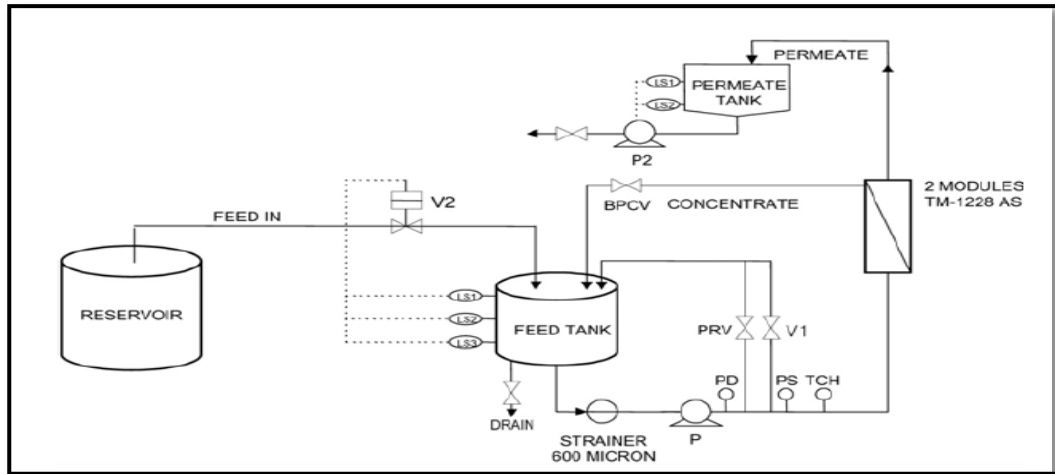 PERMEATE
LS1
LS2
PERMEATE
TANK
P2
V2
FEED IN
BPCV
CONCENTRATE
2 MODULES
TM-1228 AS
RESERVOIR
LS1
LS2
LS3
FEED TANK
PRV
V1
PD
PS
TCH
DRAIN
STRAINER
600 MICRON
P